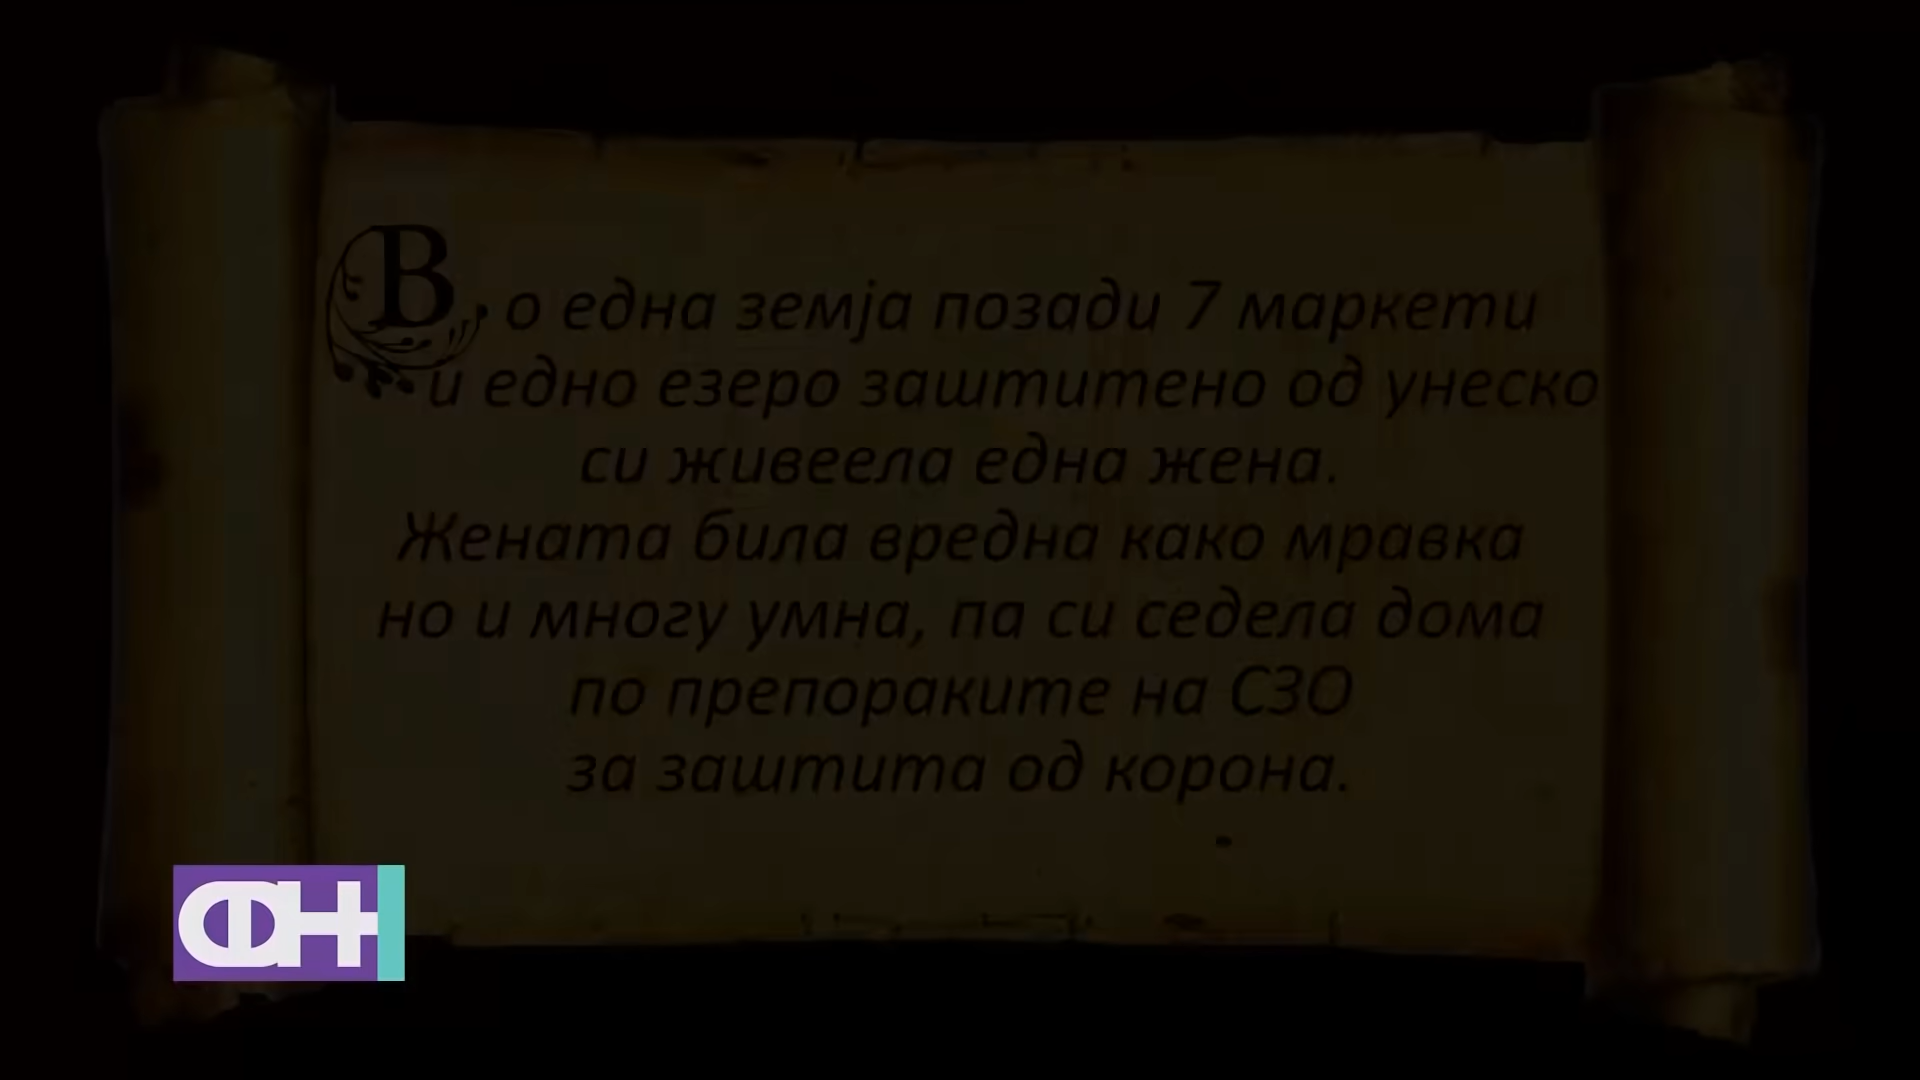 Во една земја позади 7 маркети
и едно езеро заштитено од унеско
си живеела една жена.
Жената била вредна како мравка
но и многу умна, па си седела дома
по препораките на СЗО
за заштита од корона.
ФН